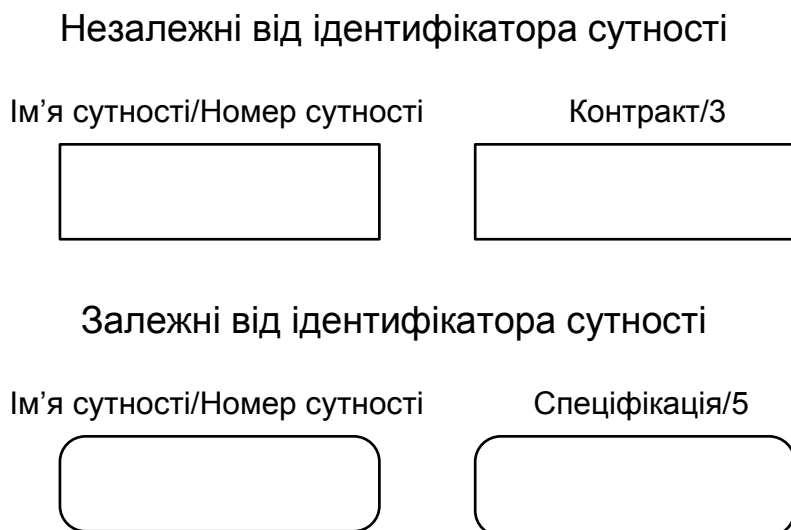 Незалежні від ідентифікатора сутності
Ім’я сутності/Номер сутності Контракт/3
Залежні від ідентифікатора сутності
Ім’я сутності/Номер сутності Спеціфікація/5